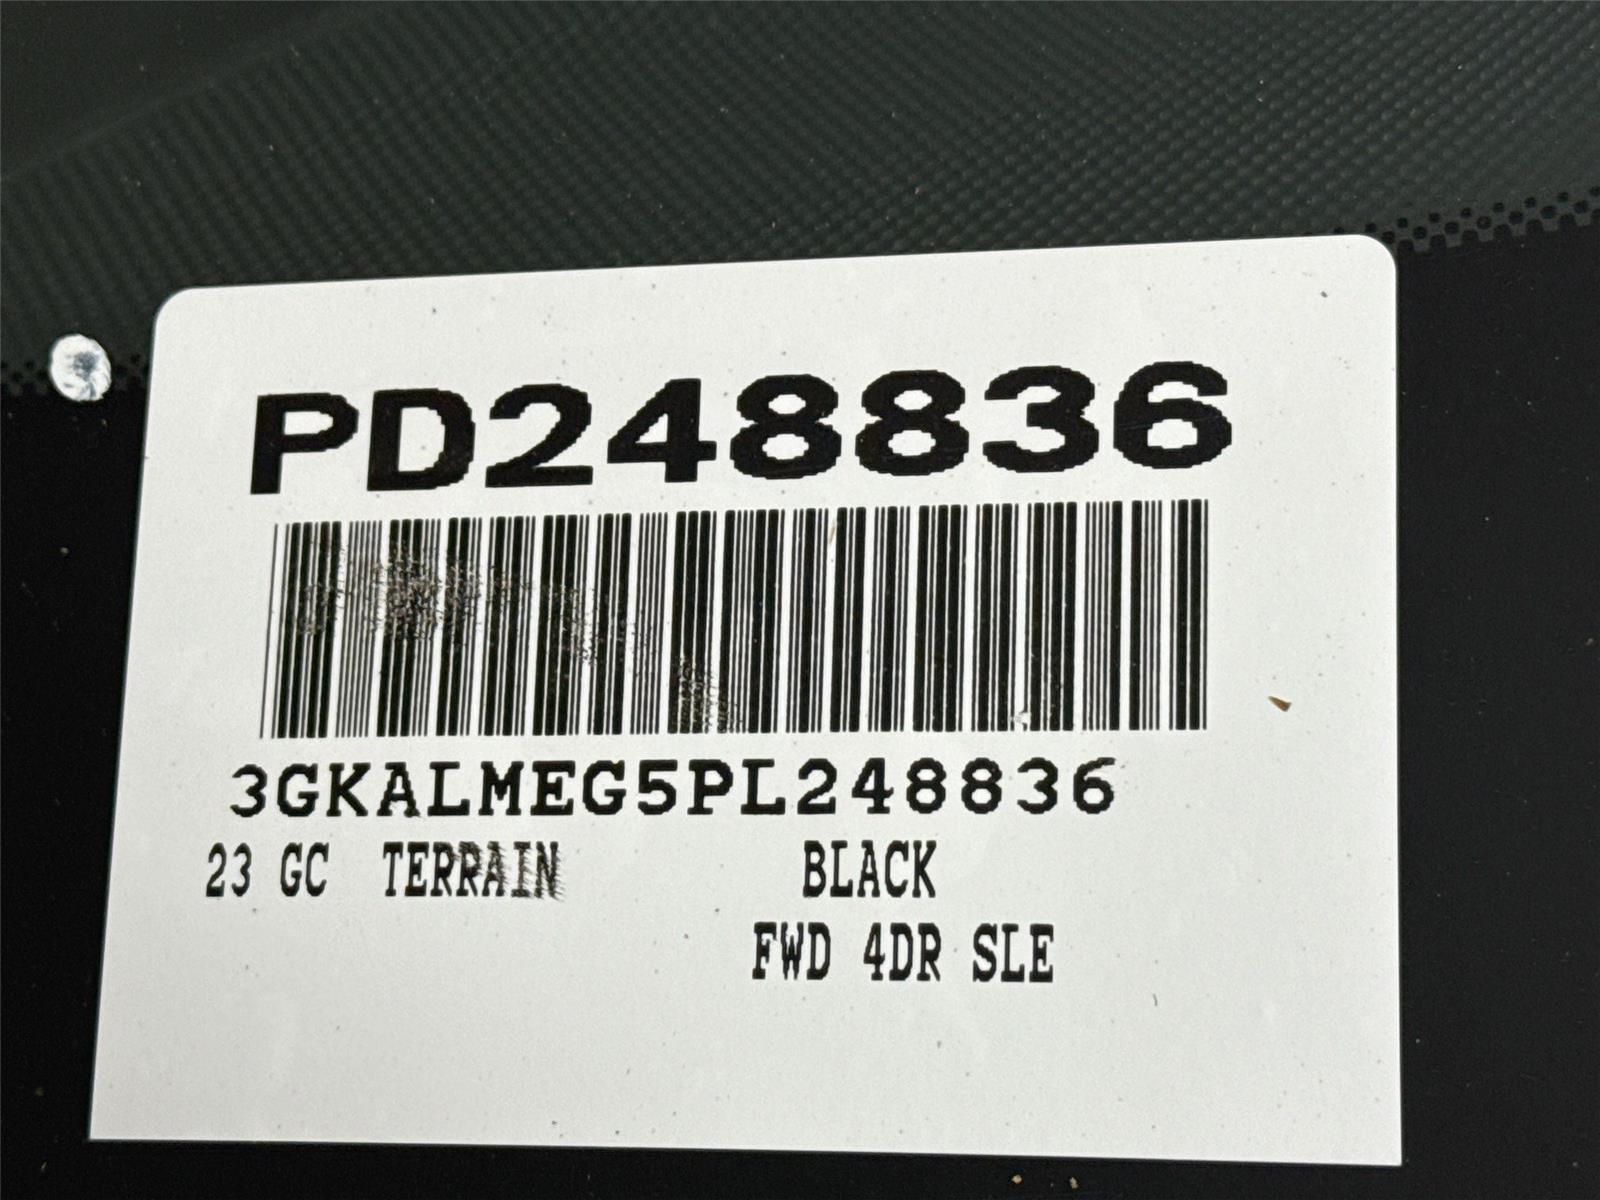 PD248836
3GKALMEG5PL248836
23 GC TERRAIN BLACK
FWD 4DR SLE